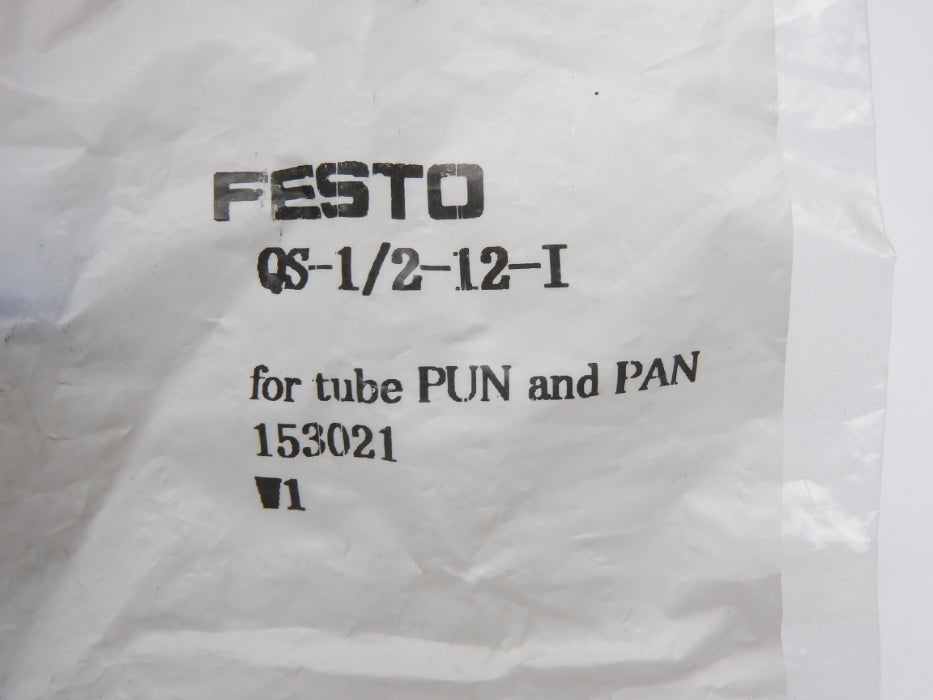 FESTO
QS-1/2-12-I
for tube PUN and PAN
153021
1